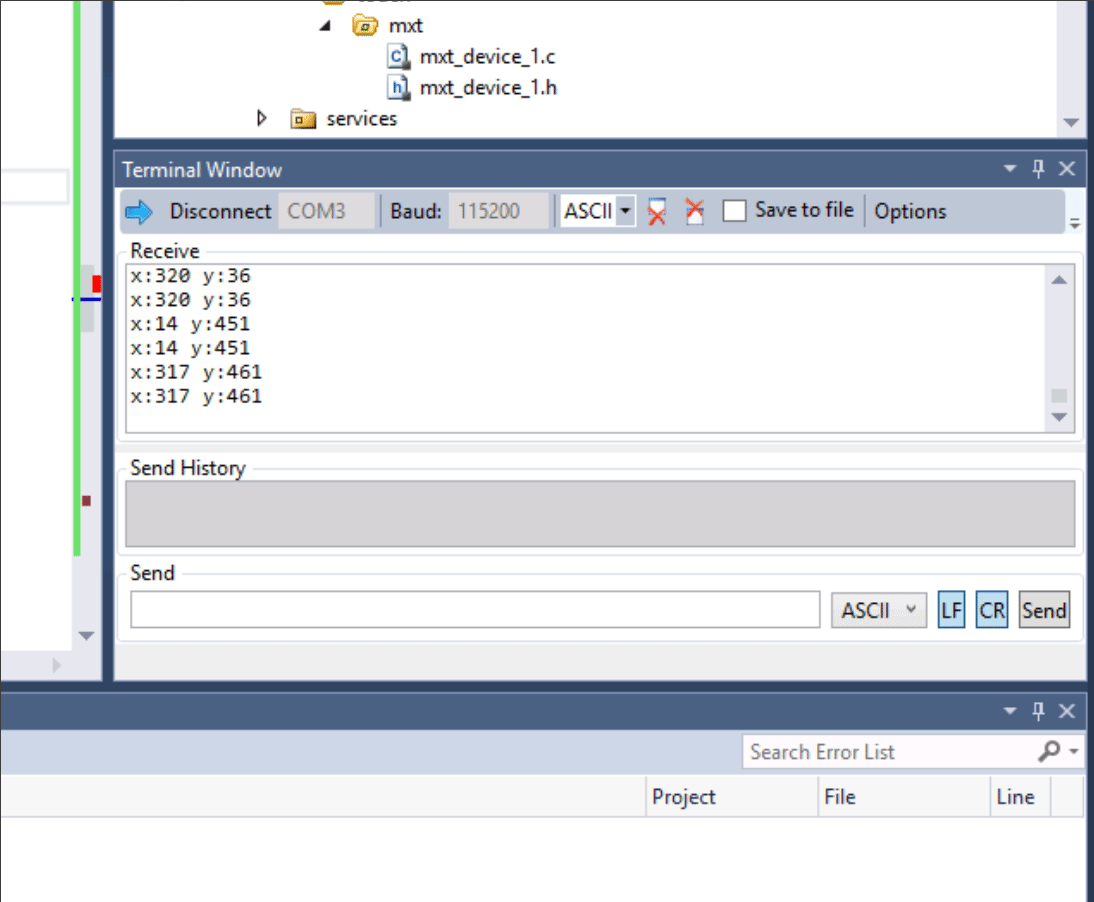 mxt
mxt_device_1.c
mxt_device_1.h
services
Terminal Window
Disconnect COM3 Baud: 115200 ASCII Save to file Options
Receive
x:320 y:36
x:320 y:36
x:14 y:451
x:14 y:451
x:317 y:461
x:317 y:461
Send History
Send
ASCII LF CR Send
Search Error List
Project File Line